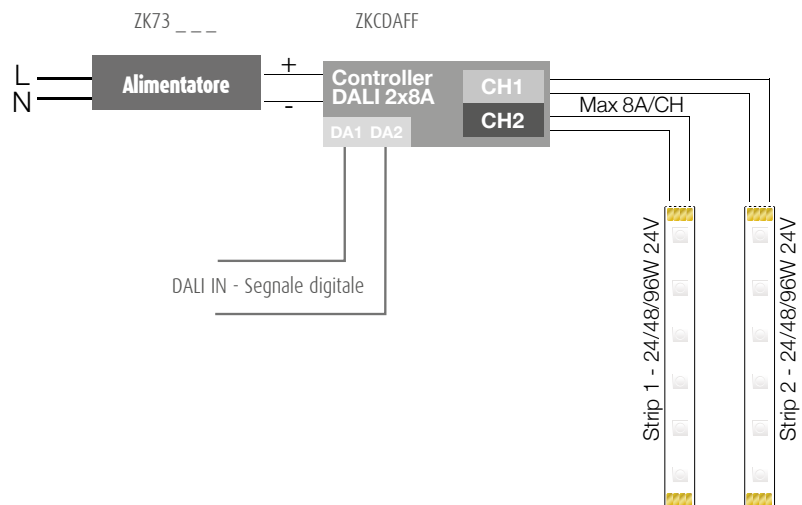 ZK73 _ _ _
ZKCDAFF
L
N
Alimentatore
+
-
Controller
DALI 2x8A
CH1
CH2
DA1 DA2
Max 8A/CH
DALI IN - Segnale digitale
Strip 1 - 24/48/96W 24V
Strip 2 - 24/48/96W 24V